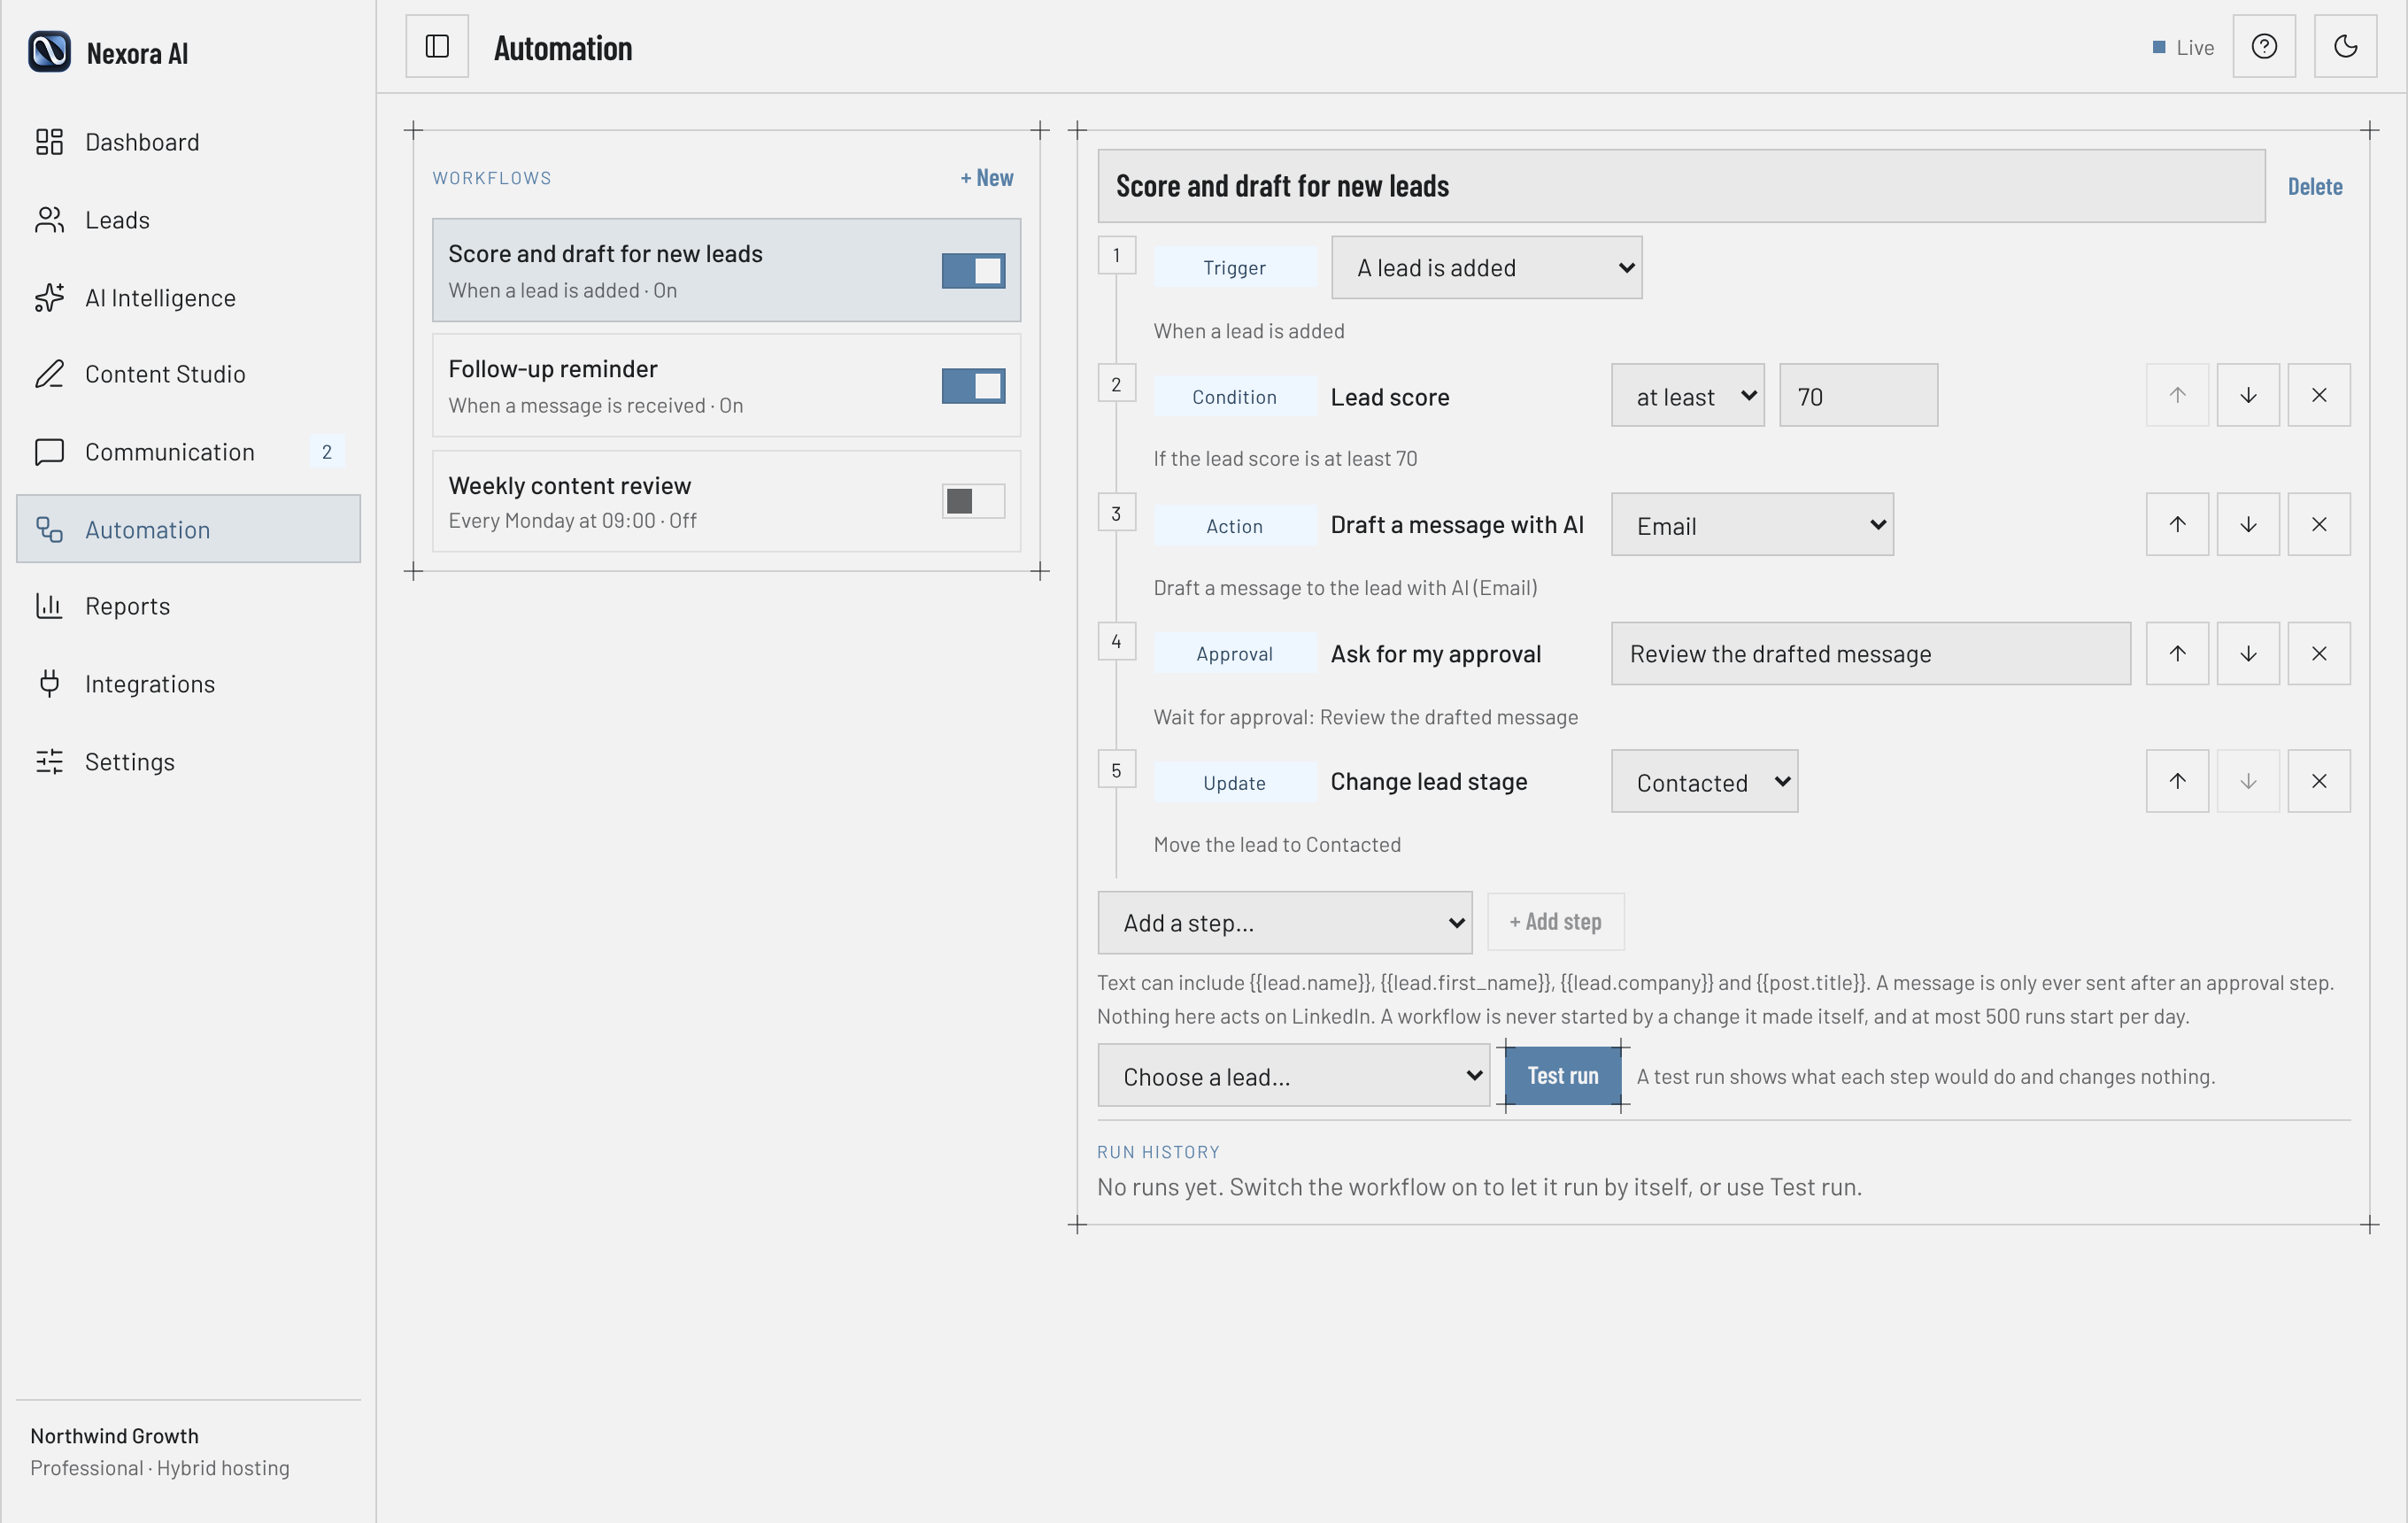 Nexora AI
Dashboard
Leads
AI Intelligence
Content Studio
Communication 2
Automation
Reports
Integrations
Settings
Northwind Growth
Professional · Hybrid hosting
Automation
Live
WORKFLOWS
+ New
Score and draft for new leads
When a lead is added · On
Follow-up reminder
When a message is received · On
Weekly content review
Every Monday at 09:00 · Off
Score and draft for new leads
Delete
1 Trigger A lead is added
When a lead is added
2 Condition Lead score at least 70
If the lead score is at least 70
3 Action Draft a message with AI Email
Draft a message to the lead with AI (Email)
4 Approval Ask for my approval Review the drafted message
Wait for approval: Review the drafted message
5 Update Change lead stage Contacted
Move the lead to Contacted
Add a step... + Add step
Text can include {{lead.name}}, {{lead.first_name}}, {{lead.company}} and {{post.title}}. A message is only ever sent after an approval step.
Nothing here acts on LinkedIn. A workflow is never started by a change it made itself, and at most 500 runs start per day.
Choose a lead... Test run A test run shows what each step would do and changes nothing.
RUN HISTORY
No runs yet. Switch the workflow on to let it run by itself, or use Test run.